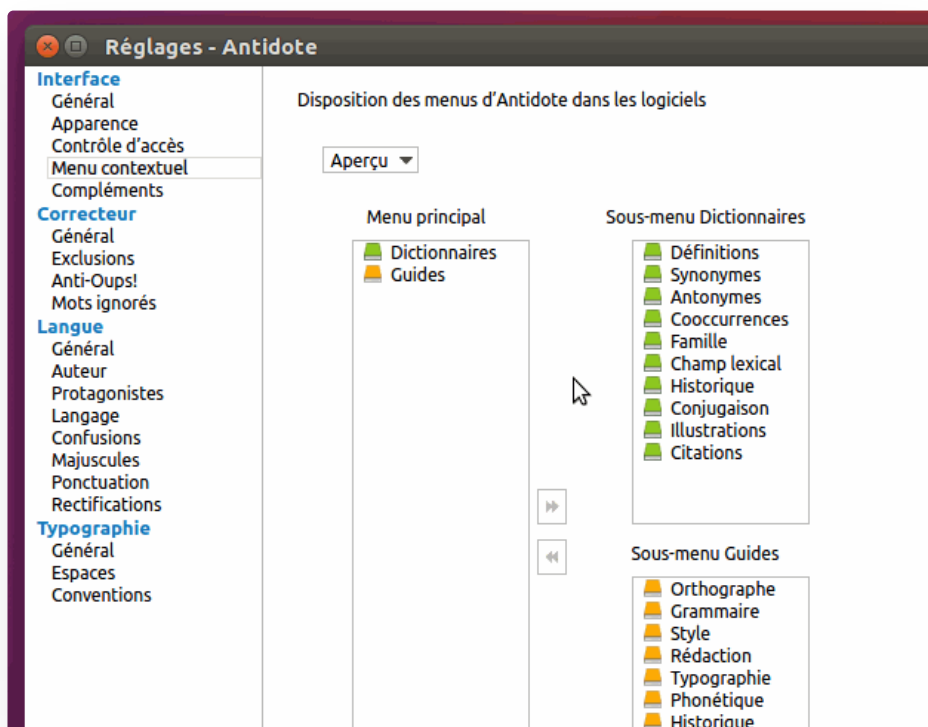 Réglages - Antidote
Interface
Général
Apparence
Contrôle d'accès
Menu contextuel
Compléments
Correcteur
Général
Exclusions
Anti-Oups!
Mots ignorés
Langue
Général
Auteur
Protagonistes
Langage
Confusions
Majuscules
Ponctuation
Rectifications
Typographie
Général
Espaces
Conventions
Disposition des menus d'Antidote dans les logiciels
Aperçu
Menu principal
Dictionnaires
Guides
Sous-menu Dictionnaires
Définitions
Synonymes
Antonymes
Cooccurrences
Famille
Champ lexical
Historique
Conjugaison
Illustrations
Citations
Sous-menu Guides
Orthographe
Grammaire
Style
Rédaction
Typographie
Phonétique
Historique